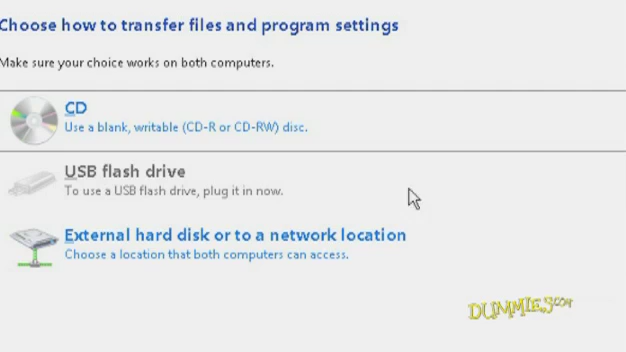 Choose how to transfer files and program settings
Make sure your choice works on both computers.
CD
Use a blank, writable (CD-R or CD-RW) disc.
USB flash drive
To use a USB flash drive, plug it in now.
External hard disk or to a network location
Choose a location that both computers can access.
DUMMIES.COM